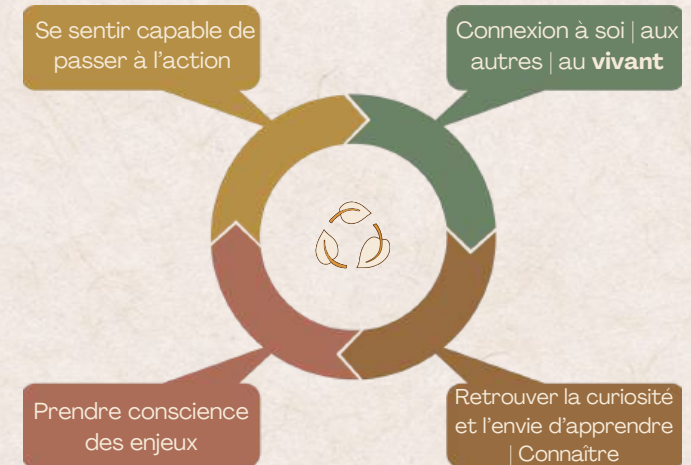 Se sentir capable de
passer à l'action
Connexion à soi | aux
autres | au vivant
Retrouver la curiosité
et l'envie d'apprendre
| Connaître
Prendre conscience
des enjeux